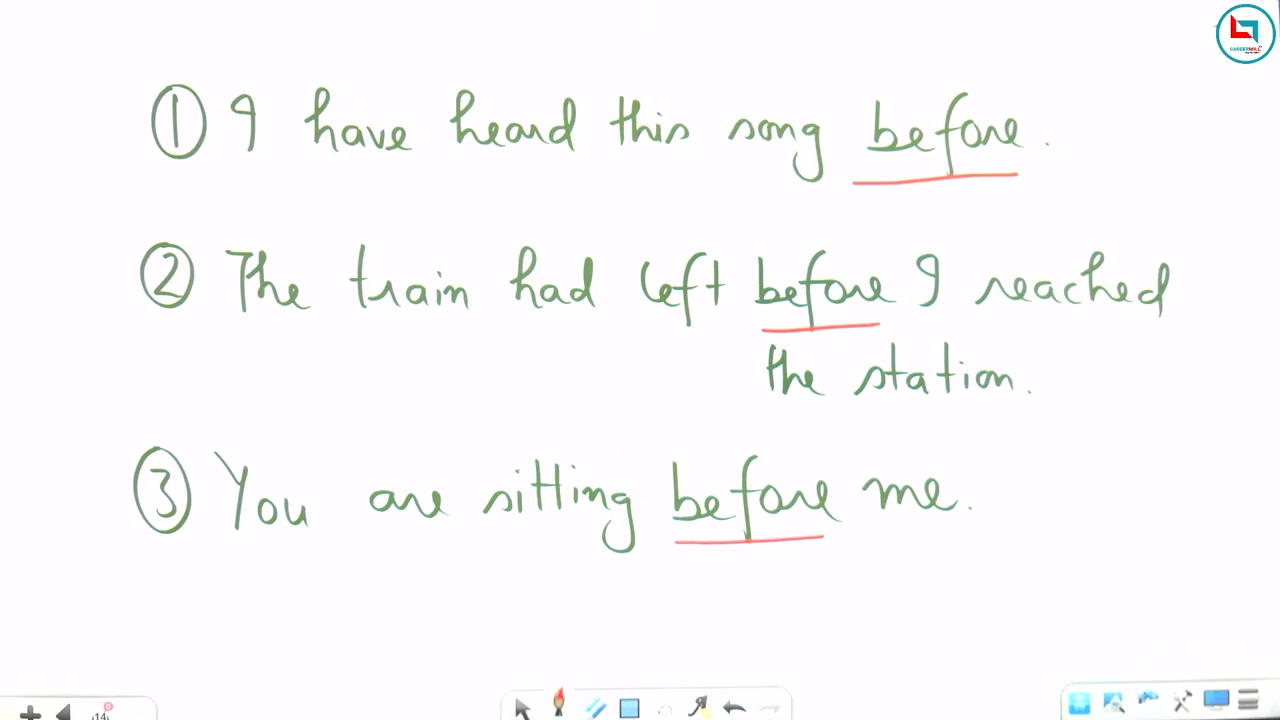 ① I have heard this song before.
② The train had left before I reached
the station.
③ You are sitting before me.